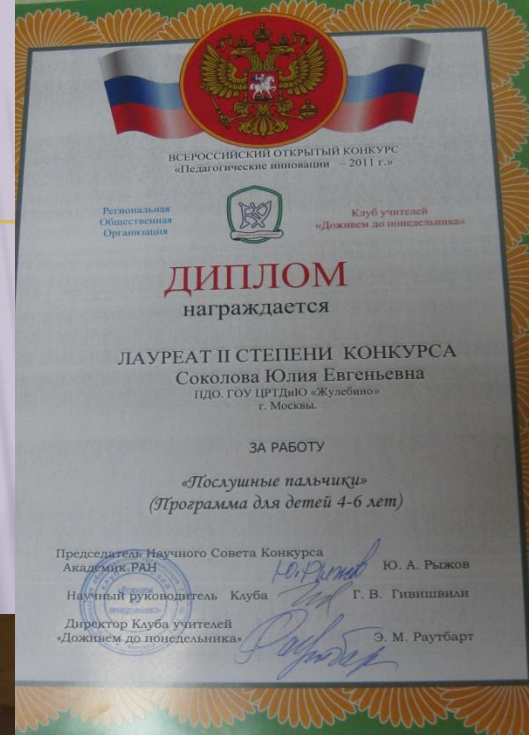 ВСЕРОССИЙСКИЙ ОТКРЫТЫЙ КОНКУРС
«Педагогические инновации – 2011 г.»
Региональная
Общественная
Организация
Клуб учителей
«Доживем до понедельника»
ДИПЛОМ
награждается
ЛАУРЕАТ II СТЕПЕНИ КОНКУРСА
Соколова Юлия Евгеньевна
ПДО. ГОУ ЦРТДиЮ «Жулебино»
г. Москвы.
ЗА РАБОТУ
«Послушные пальчики»
(Программа для детей 4-6 лет)
Председатель Научного Совета Конкурса
Академик РАН Ю. А. Рыжов
Научный руководитель Клуба Г. В. Гивишвили
Директор Клуба учителей
«Доживем до понедельника» Э. М. Раутбарт